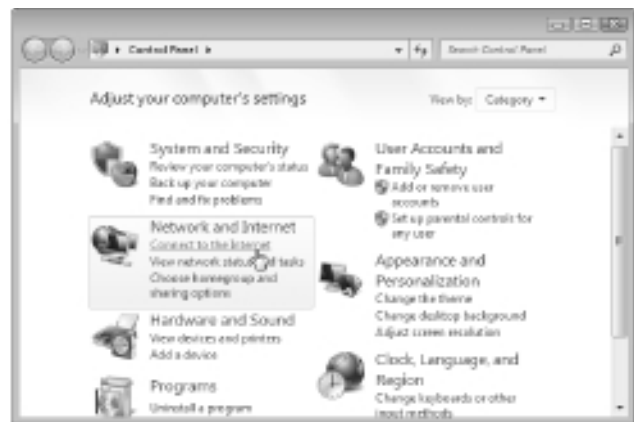 Control Panel
Search Control Panel
Adjust your computer's settings
View by: Category
System and Security
Review your computer's status
Back up your computer
Find and fix problems
Network and Internet
Connect to the Internet
View network status and tasks
Choose homegroup and
sharing options
Hardware and Sound
View devices and printers
Add a device
Programs
Uninstall a program
User Accounts and
Family Safety
Add or remove user
accounts
Set up parental controls for
any user
Appearance and
Personalization
Change the theme
Change desktop background
Adjust screen resolution
Clock, Language, and
Region
Change keyboards or other
input methods